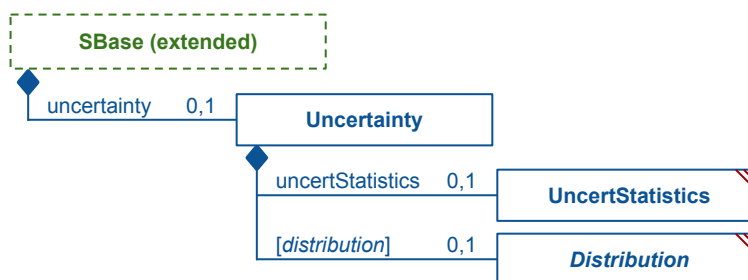 SBase (extended)
uncertainty 0,1
Uncertainty
uncertStatistics 0,1
UncertStatistics
[distribution] 0,1
Distribution